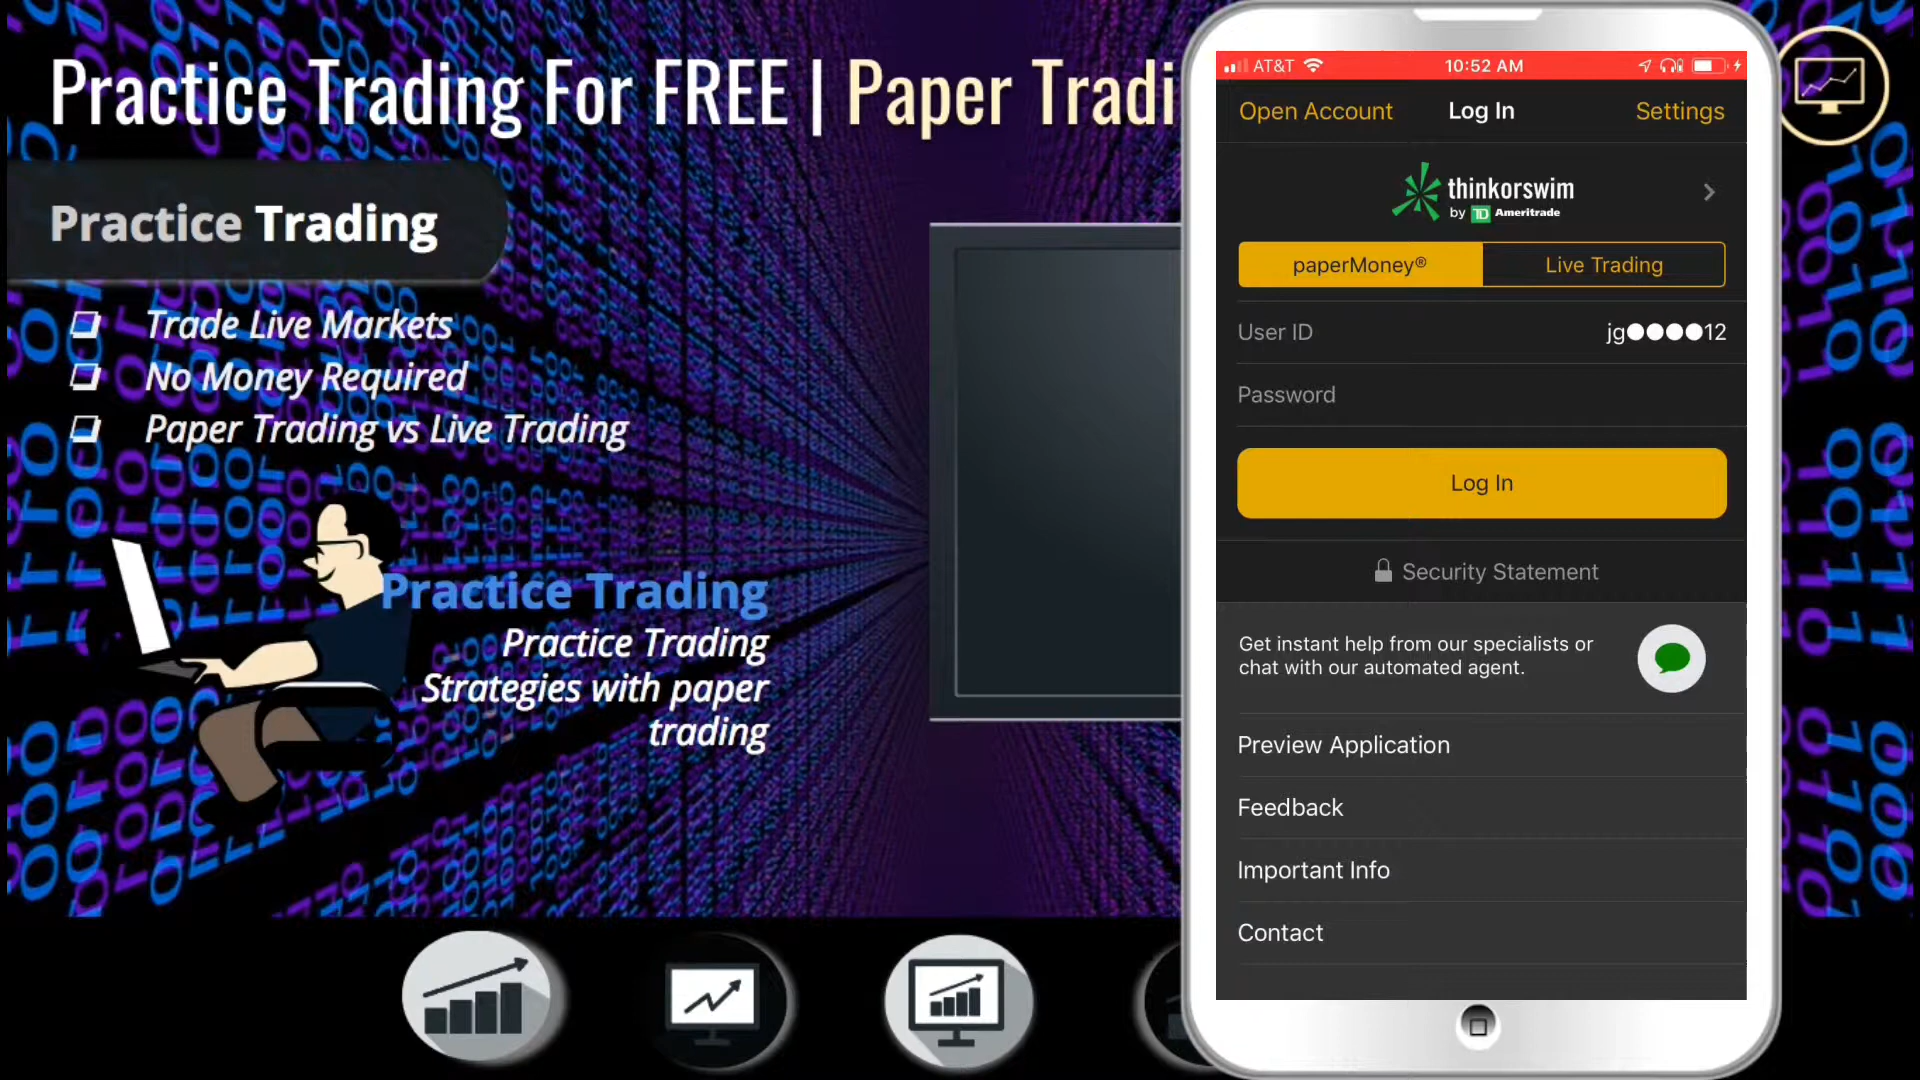 Practice Trading For FREE | Paper Tradi
Practice Trading
Trade Live Markets
No Money Required
Paper Trading vs Live Trading
Practice Trading
Practice Trading
Strategies with paper
trading
AT&T 10:52 AM
Open Account Log In Settings
thinkorswim
by TD Ameritrade
paperMoney® Live Trading
User ID jg●●●●12
Password
Log In
Security Statement
Get instant help from our specialists or
chat with our automated agent.
Preview Application
Feedback
Important Info
Contact